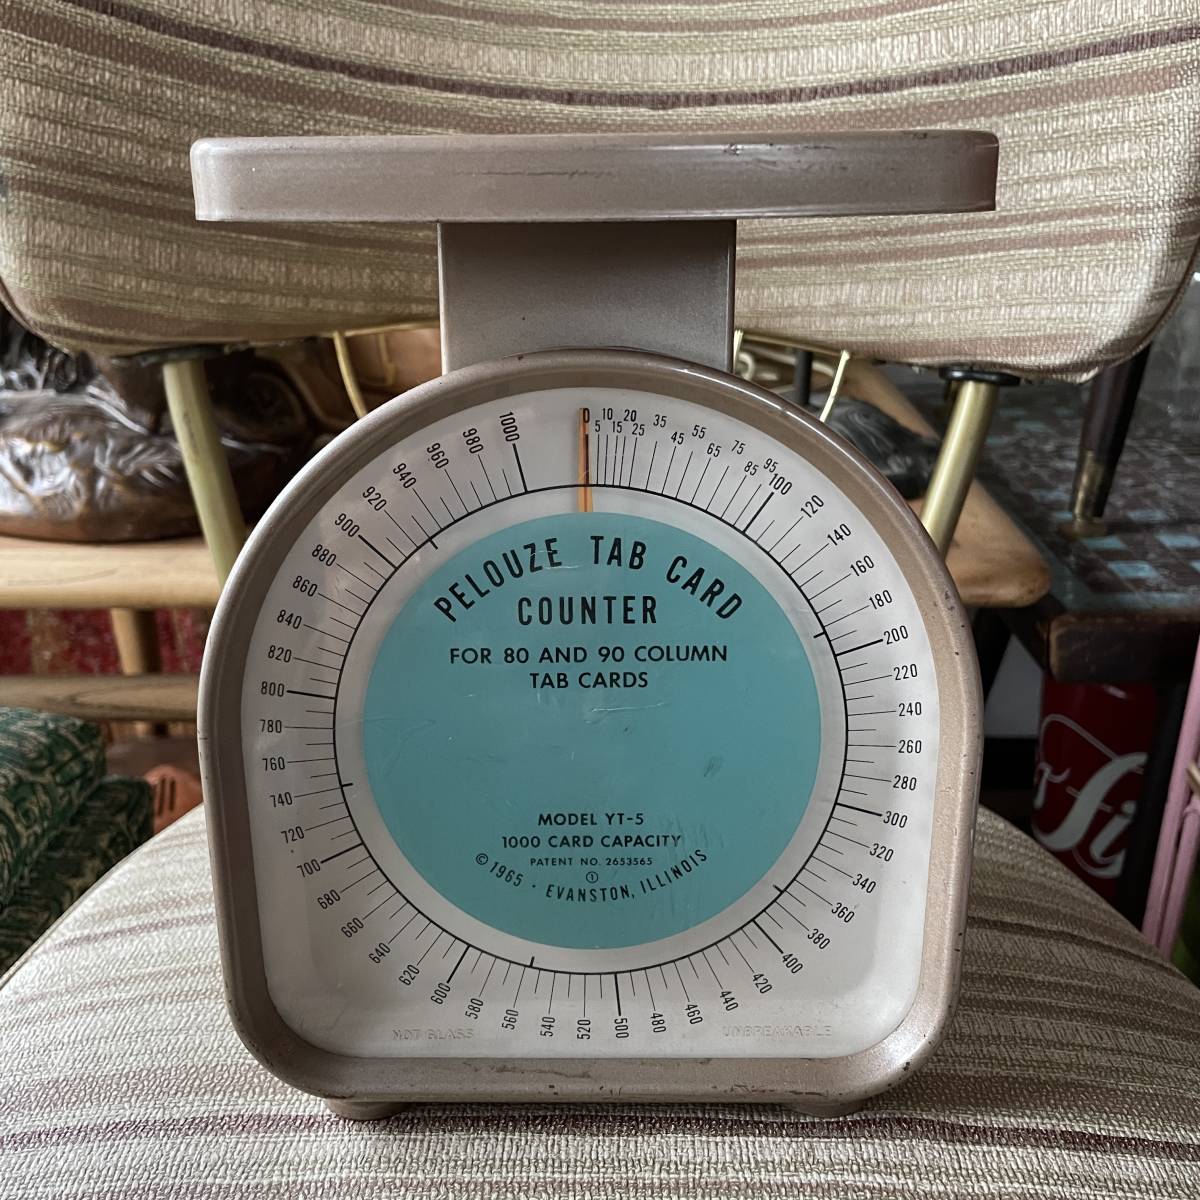 0 5 10 15 20 25 35 45 55 65 75 85 95 100 120 140 160 180 200 220 240 260 280 300 320 340 360 380 400 420 440 460 480 500 520 540 560 580 600 620 640 660 680 700 720 740 760 780 800 820 840 860 880 900 920 940 960 980 1000
PELOUZE TAB CARD
COUNTER
FOR 80 AND 90 COLUMN
TAB CARDS
MODEL YT-5
1000 CARD CAPACITY
PATENT NO. 2653565
1
© 1965 · EVANSTON, ILLINOIS
NOT GLASS
UNBREAKABLE